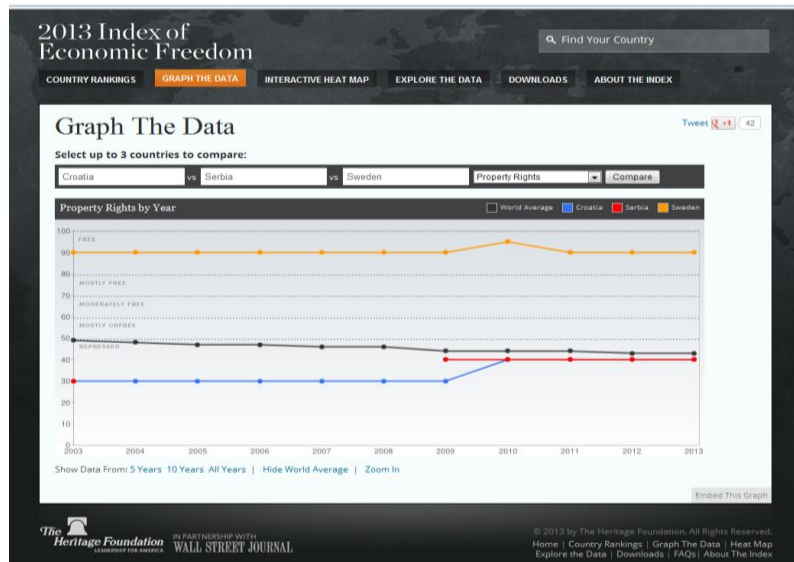 2013 Index of
Economic Freedom
Find Your Country
COUNTRY RANKINGS GRAPH THE DATA INTERACTIVE HEAT MAP EXPLORE THE DATA DOWNLOADS ABOUT THE INDEX
Graph The Data
Tweet +1 42
Select up to 3 countries to compare:
Croatia vs Serbia vs Sweden Property Rights Compare
Property Rights by Year World Average Croatia Serbia Sweden
100
FREE
90
80
MOSTLY FREE
70
MODERATELY FREE
60
MOSTLY UNFREE
50
REPRESSED
40
30
20
10
0
2003 2004 2005 2006 2007 2008 2009 2010 2011 2012 2013
Show Data From: 5 Years 10 Years All Years | Hide World Average | Zoom In
Embed This Graph
The
Heritage Foundation
LEADERSHIP FOR AMERICA
IN PARTNERSHIP WITH
WALL STREET JOURNAL
© 2013 by The Heritage Foundation. All Rights Reserved.
Home | Country Rankings | Graph The Data | Heat Map
Explore the Data | Downloads | FAQs | About The Index